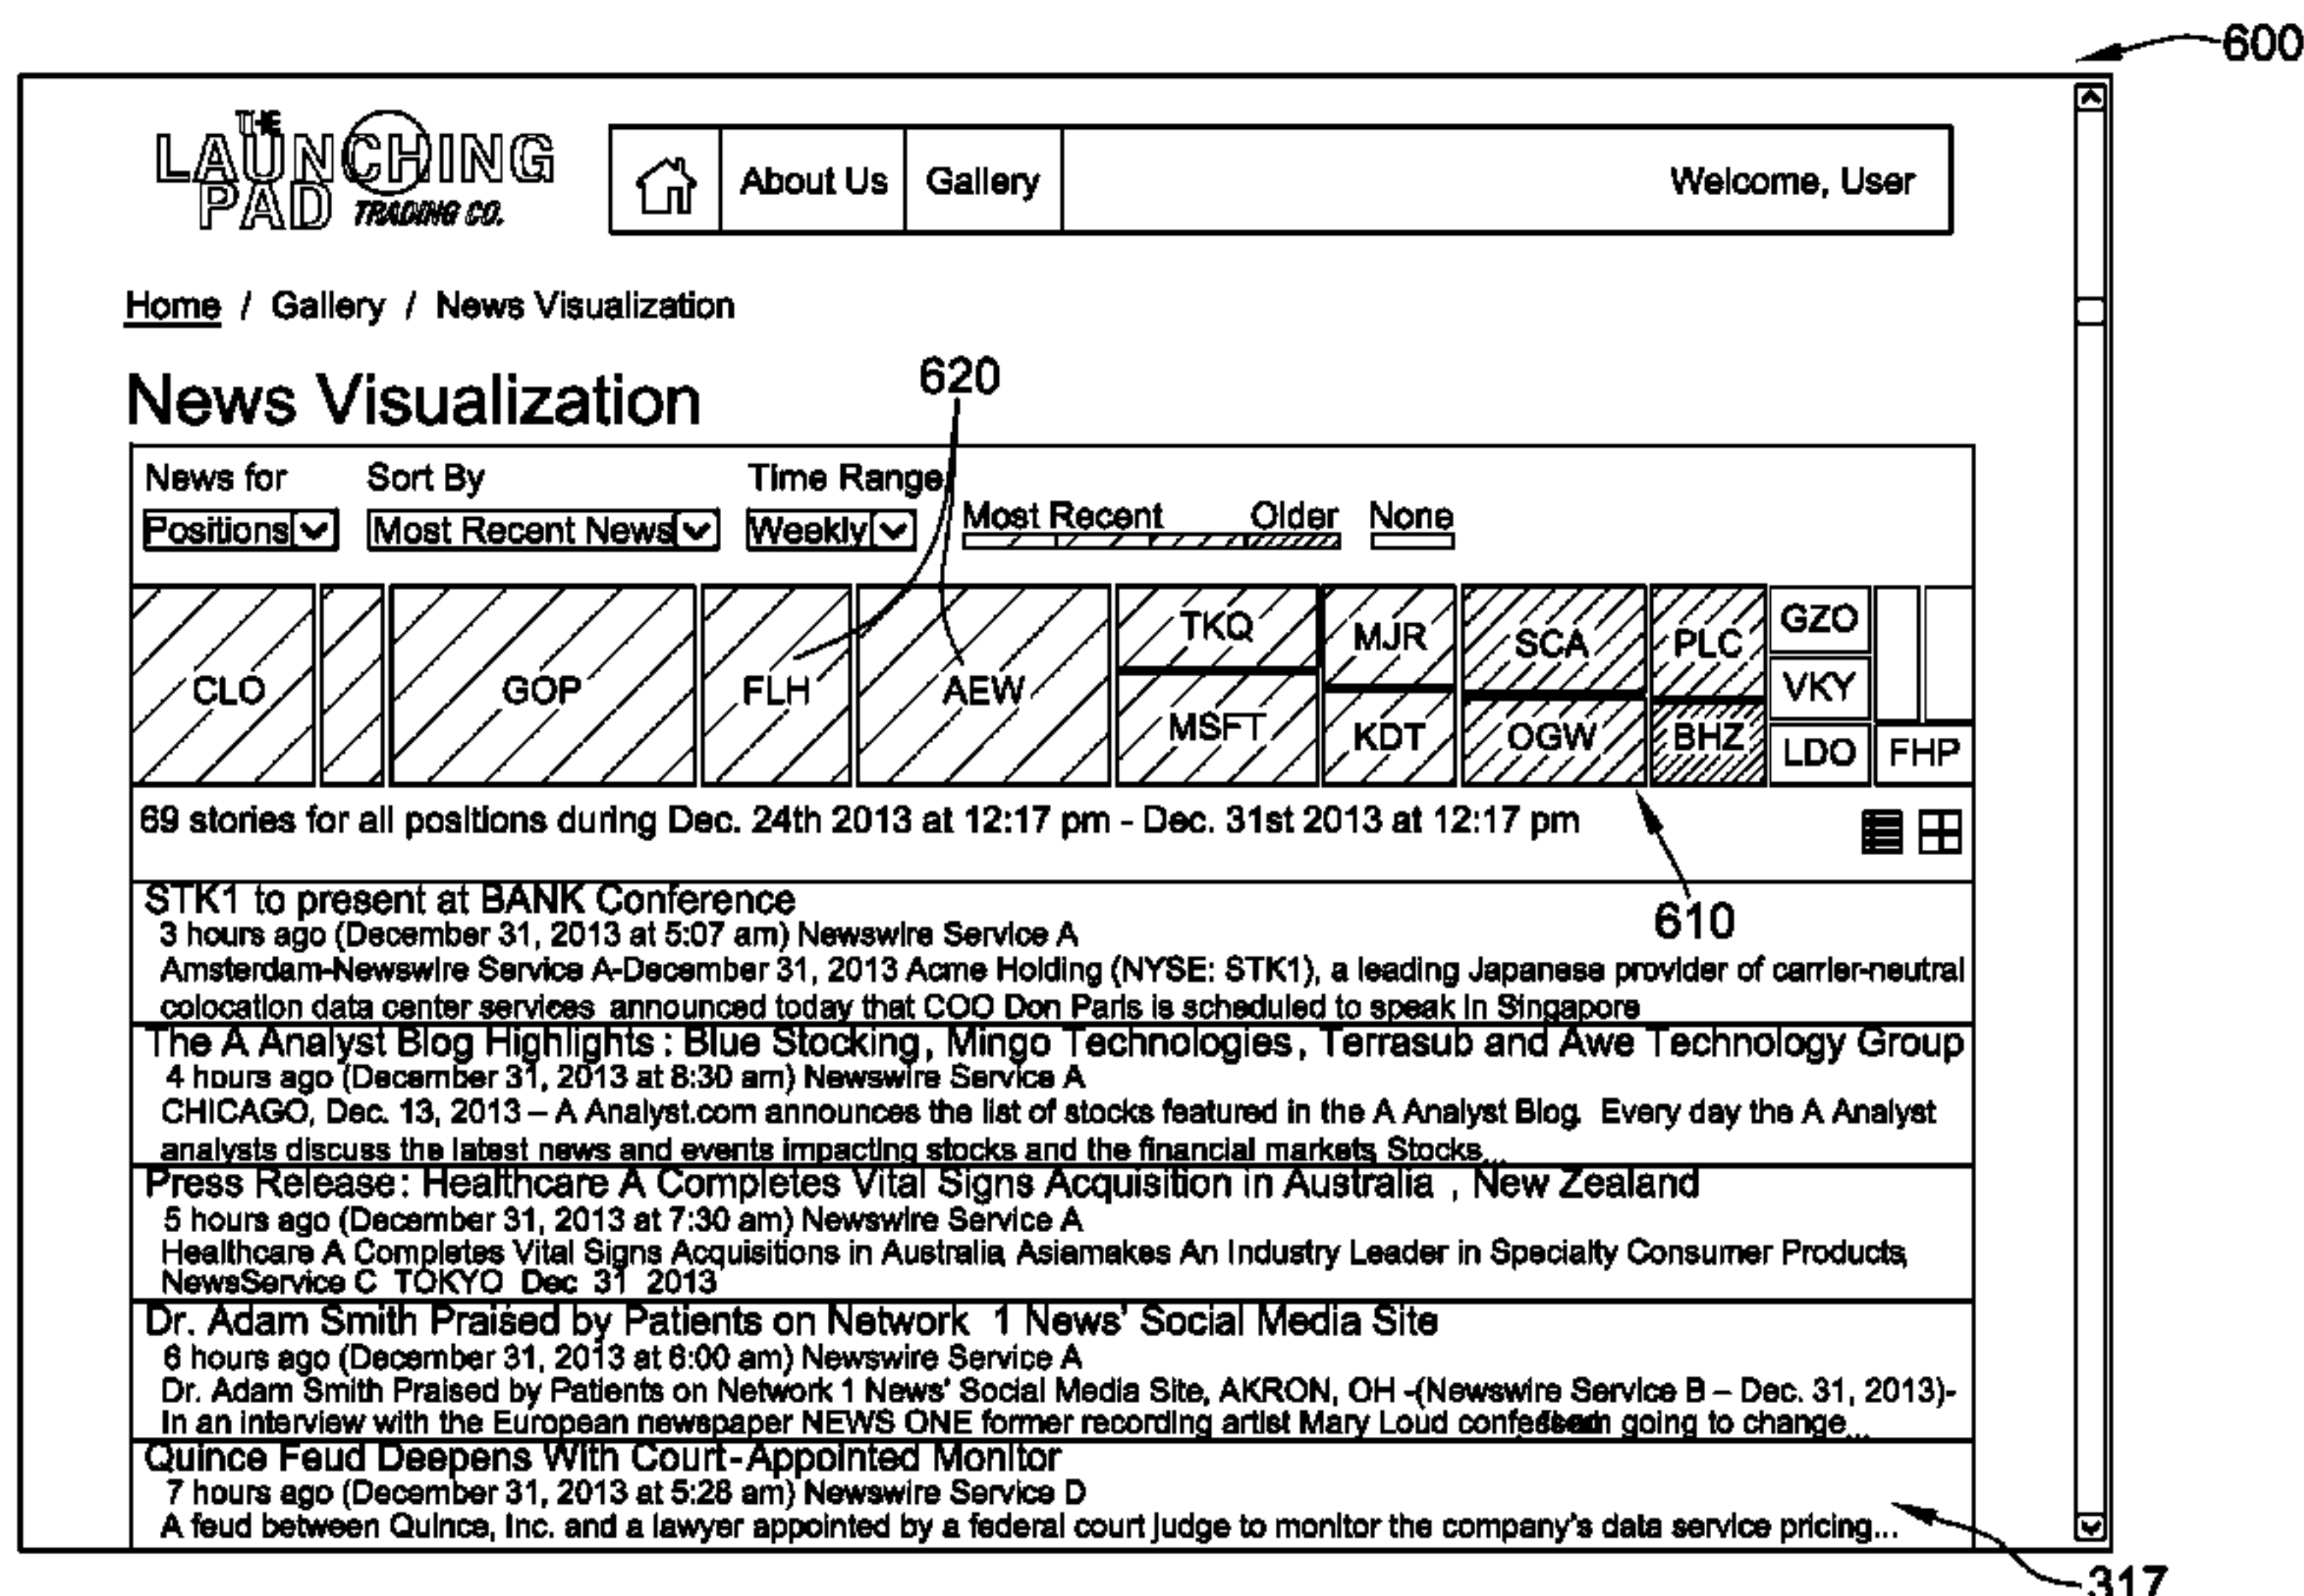 600
THE
LAUNCHING
PAD TRADING CO.
About Us Gallery Welcome, User
Home / Gallery / News Visualization
620
News Visualization
News for Sort By Time Range
Most Recent Older None
Positions Most Recent News Weekly
CLO GOP FLH AEW TKQ MSFT MJR KDT SCA OGW PLC BHZ GZO VKY LDO FHP
69 stories for all positions during Dec. 24th 2013 at 12:17 pm - Dec. 31st 2013 at 12:17 pm
610
STK1 to present at BANK Conference
3 hours ago (December 31, 2013 at 5:07 am) Newswire Service A
Amsterdam-Newswire Service A-December 31, 2013 Acme Holding (NYSE: STK1), a leading Japanese provider of carrier-neutral
colocation data center services announced today that COO Don Paris is scheduled to speak in Singapore
The A Analyst Blog Highlights : Blue Stocking, Mingo Technologies, Terrasub and Awe Technology Group
4 hours ago (December 31, 2013 at 8:30 am) Newswire Service A
CHICAGO, Dec. 13, 2013 – A Analyst.com announces the list of stocks featured in the A Analyst Blog. Every day the A Analyst
analysts discuss the latest news and events impacting stocks and the financial markets Stocks...
Press Release: Healthcare A Completes Vital Signs Acquisition in Australia , New Zealand
5 hours ago (December 31, 2013 at 7:30 am) Newswire Service A
Healthcare A Completes Vital Signs Acquisitions in Australia, Asiamakes An Industry Leader in Specialty Consumer Products,
NewsService C TOKYO Dec 31 2013
Dr. Adam Smith Praised by Patients on Network 1 News' Social Media Site
6 hours ago (December 31, 2013 at 6:00 am) Newswire Service A
Dr. Adam Smith Praised by Patients on Network 1 News' Social Media Site, AKRON, OH -(Newswire Service B – Dec. 31, 2013)-
In an interview with the European newspaper NEWS ONE former recording artist Mary Loud going to change...
Quince Feud Deepens With Court-Appointed Monitor
7 hours ago (December 31, 2013 at 5:28 am) Newswire Service D
A feud between Quince, Inc. and a lawyer appointed by a federal court judge to monitor the company's data service pricing...
317